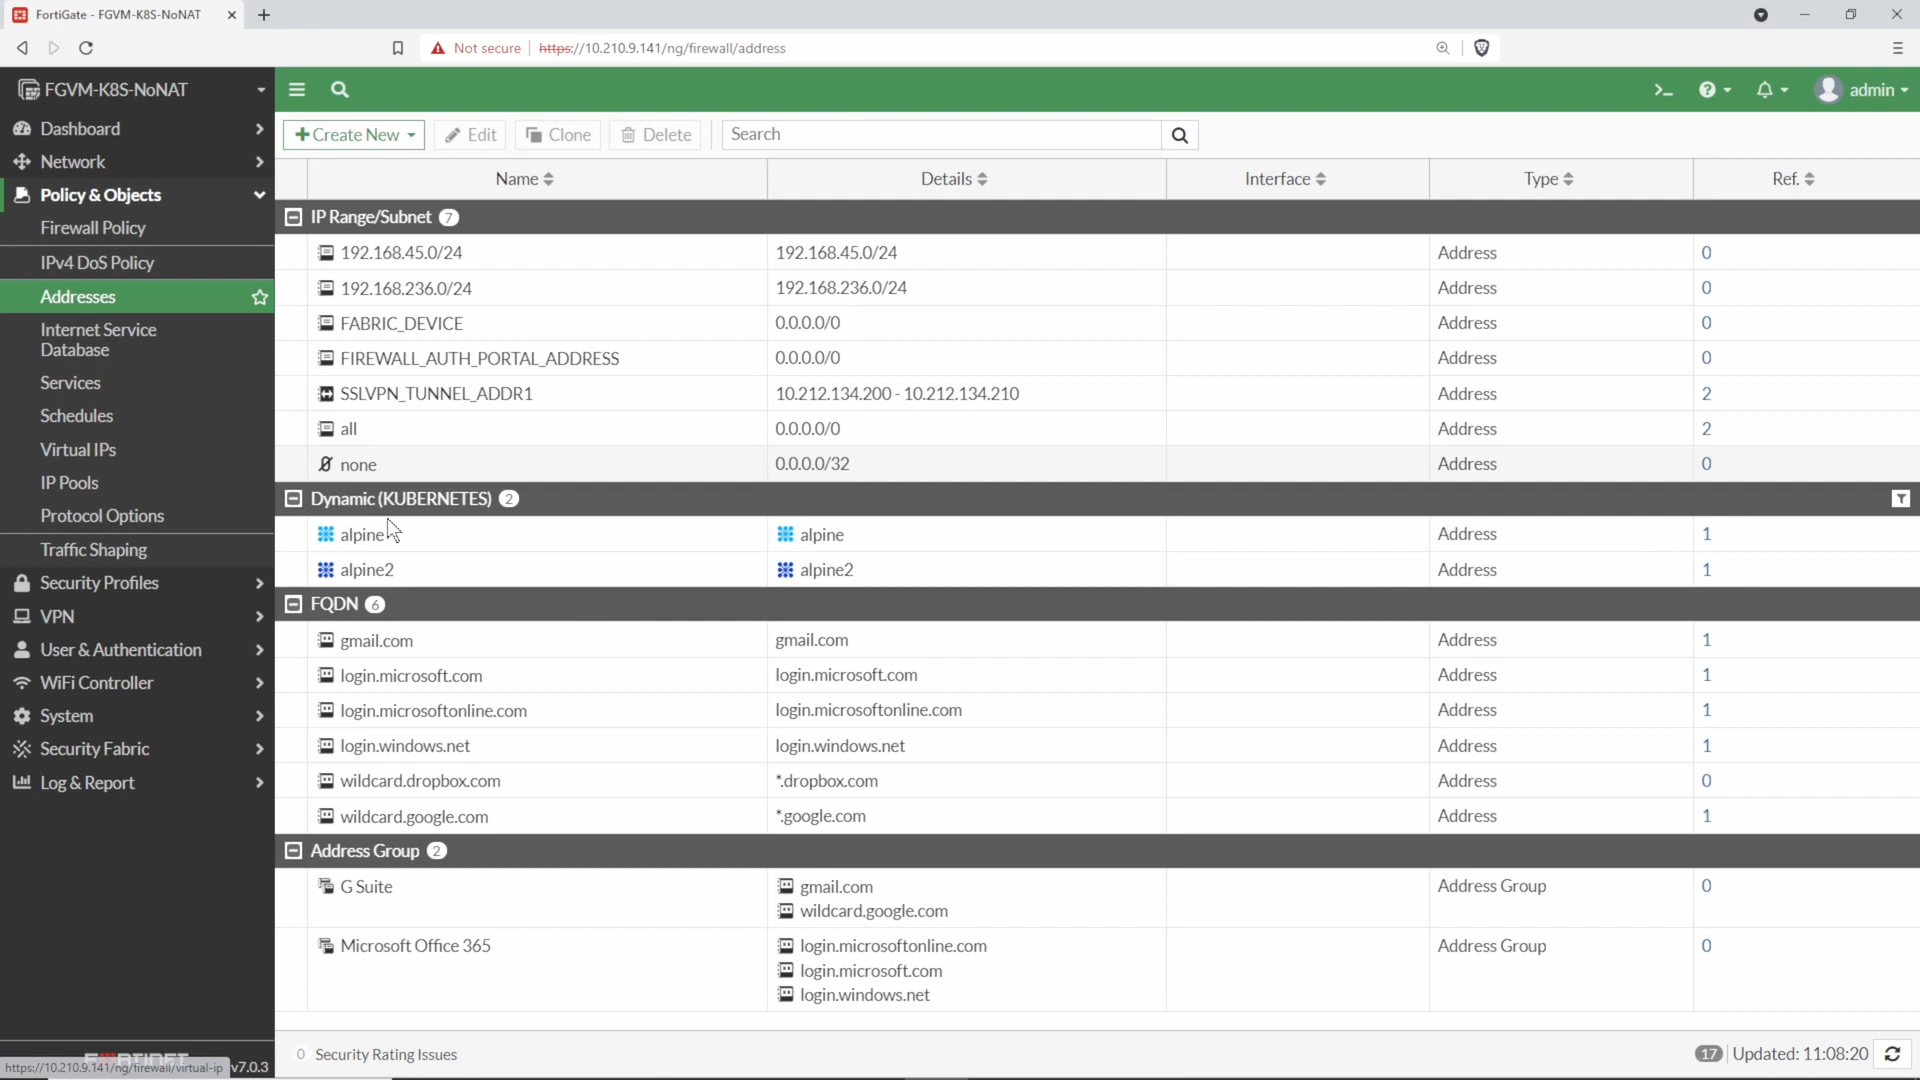 FortiGate - FGVM-K8S-NoNAT
Not secure https://10.210.9.141/ng/firewall/address
FGVM-K8S-NoNAT
admin
Dashboard
Network
Policy & Objects
Firewall Policy
IPv4 DoS Policy
Addresses
Internet Service
Database
Services
Schedules
Virtual IPs
IP Pools
Protocol Options
Traffic Shaping
Security Profiles
VPN
User & Authentication
WiFi Controller
System
Security Fabric
Log & Report
v7.0.3
https://10.210.9.141/ng/firewall/virtual-ip
+Create New Edit Clone Delete Search
Name Details Interface Type Ref.
IP Range/Subnet 7
192.168.45.0/24 192.168.45.0/24 Address 0
192.168.236.0/24 192.168.236.0/24 Address 0
FABRIC_DEVICE 0.0.0.0/0 Address 0
FIREWALL_AUTH_PORTAL_ADDRESS 0.0.0.0/0 Address 0
SSLVPN_TUNNEL_ADDR1 10.212.134.200 - 10.212.134.210 Address 2
all 0.0.0.0/0 Address 2
none 0.0.0.0/32 Address 0
Dynamic (KUBERNETES) 2
alpine alpine Address 1
alpine2 alpine2 Address 1
FQDN 6
gmail.com gmail.com Address 1
login.microsoft.com login.microsoft.com Address 1
login.microsoftonline.com login.microsoftonline.com Address 1
login.windows.net login.windows.net Address 1
wildcard.dropbox.com *.dropbox.com Address 0
wildcard.google.com *.google.com Address 1
Address Group 2
G Suite gmail.com Address Group 0
wildcard.google.com
Microsoft Office 365 login.microsoftonline.com Address Group 0
login.microsoft.com
login.windows.net
0 Security Rating Issues
17 Updated: 11:08:20